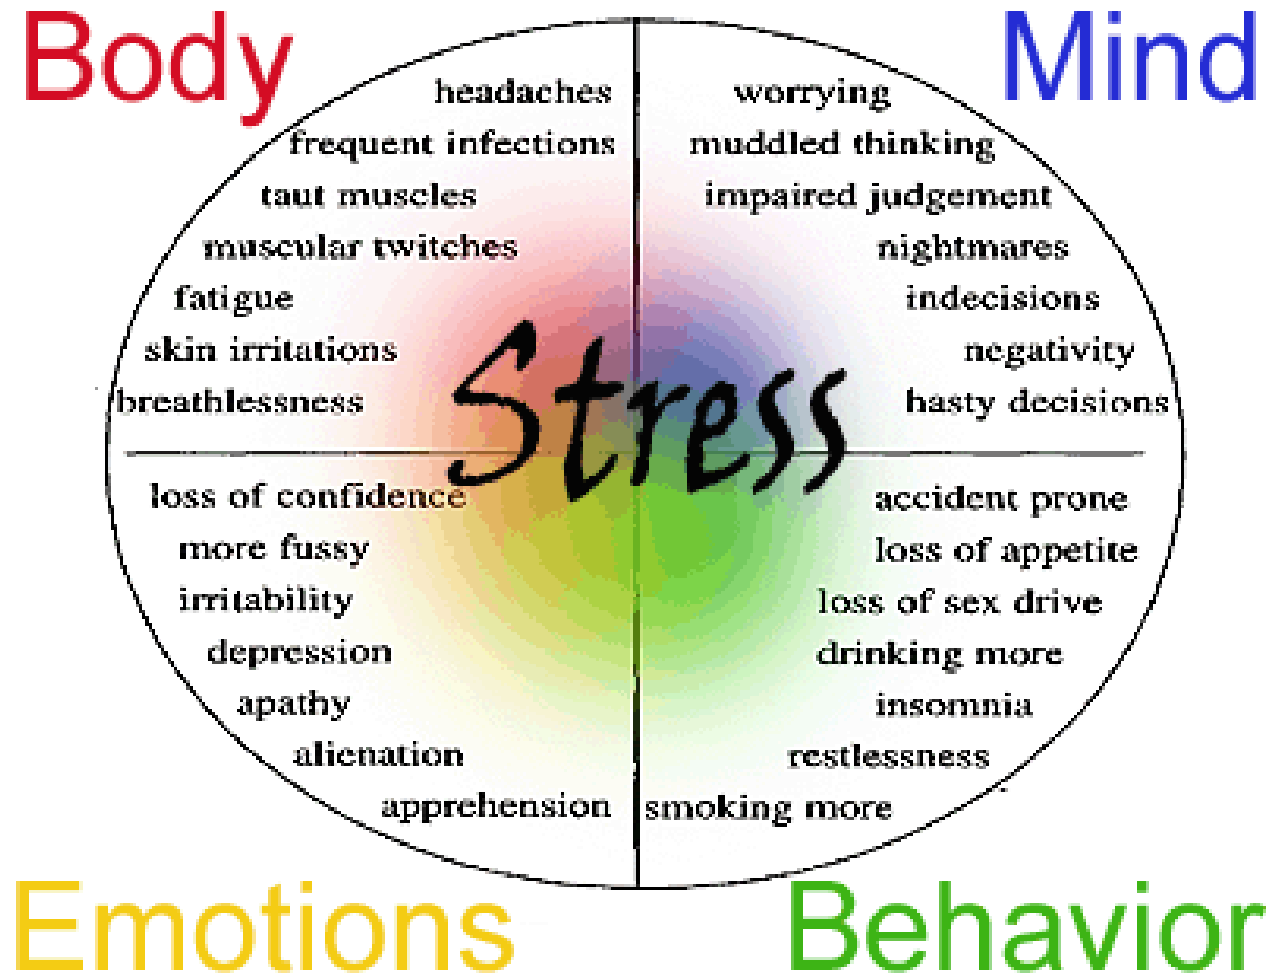 Body
headaches
frequent infections
taut muscles
muscular twitches
fatigue
skin irritations
breathlessness
Mind
worrying
muddled thinking
impaired judgement
nightmares
indecisions
negativity
hasty decisions
Stress
loss of confidence
more fussy
irritability
depression
apathy
alienation
apprehension
Emotions
accident prone
loss of appetite
loss of sex drive
drinking more
insomnia
restlessness
smoking more
Behavior